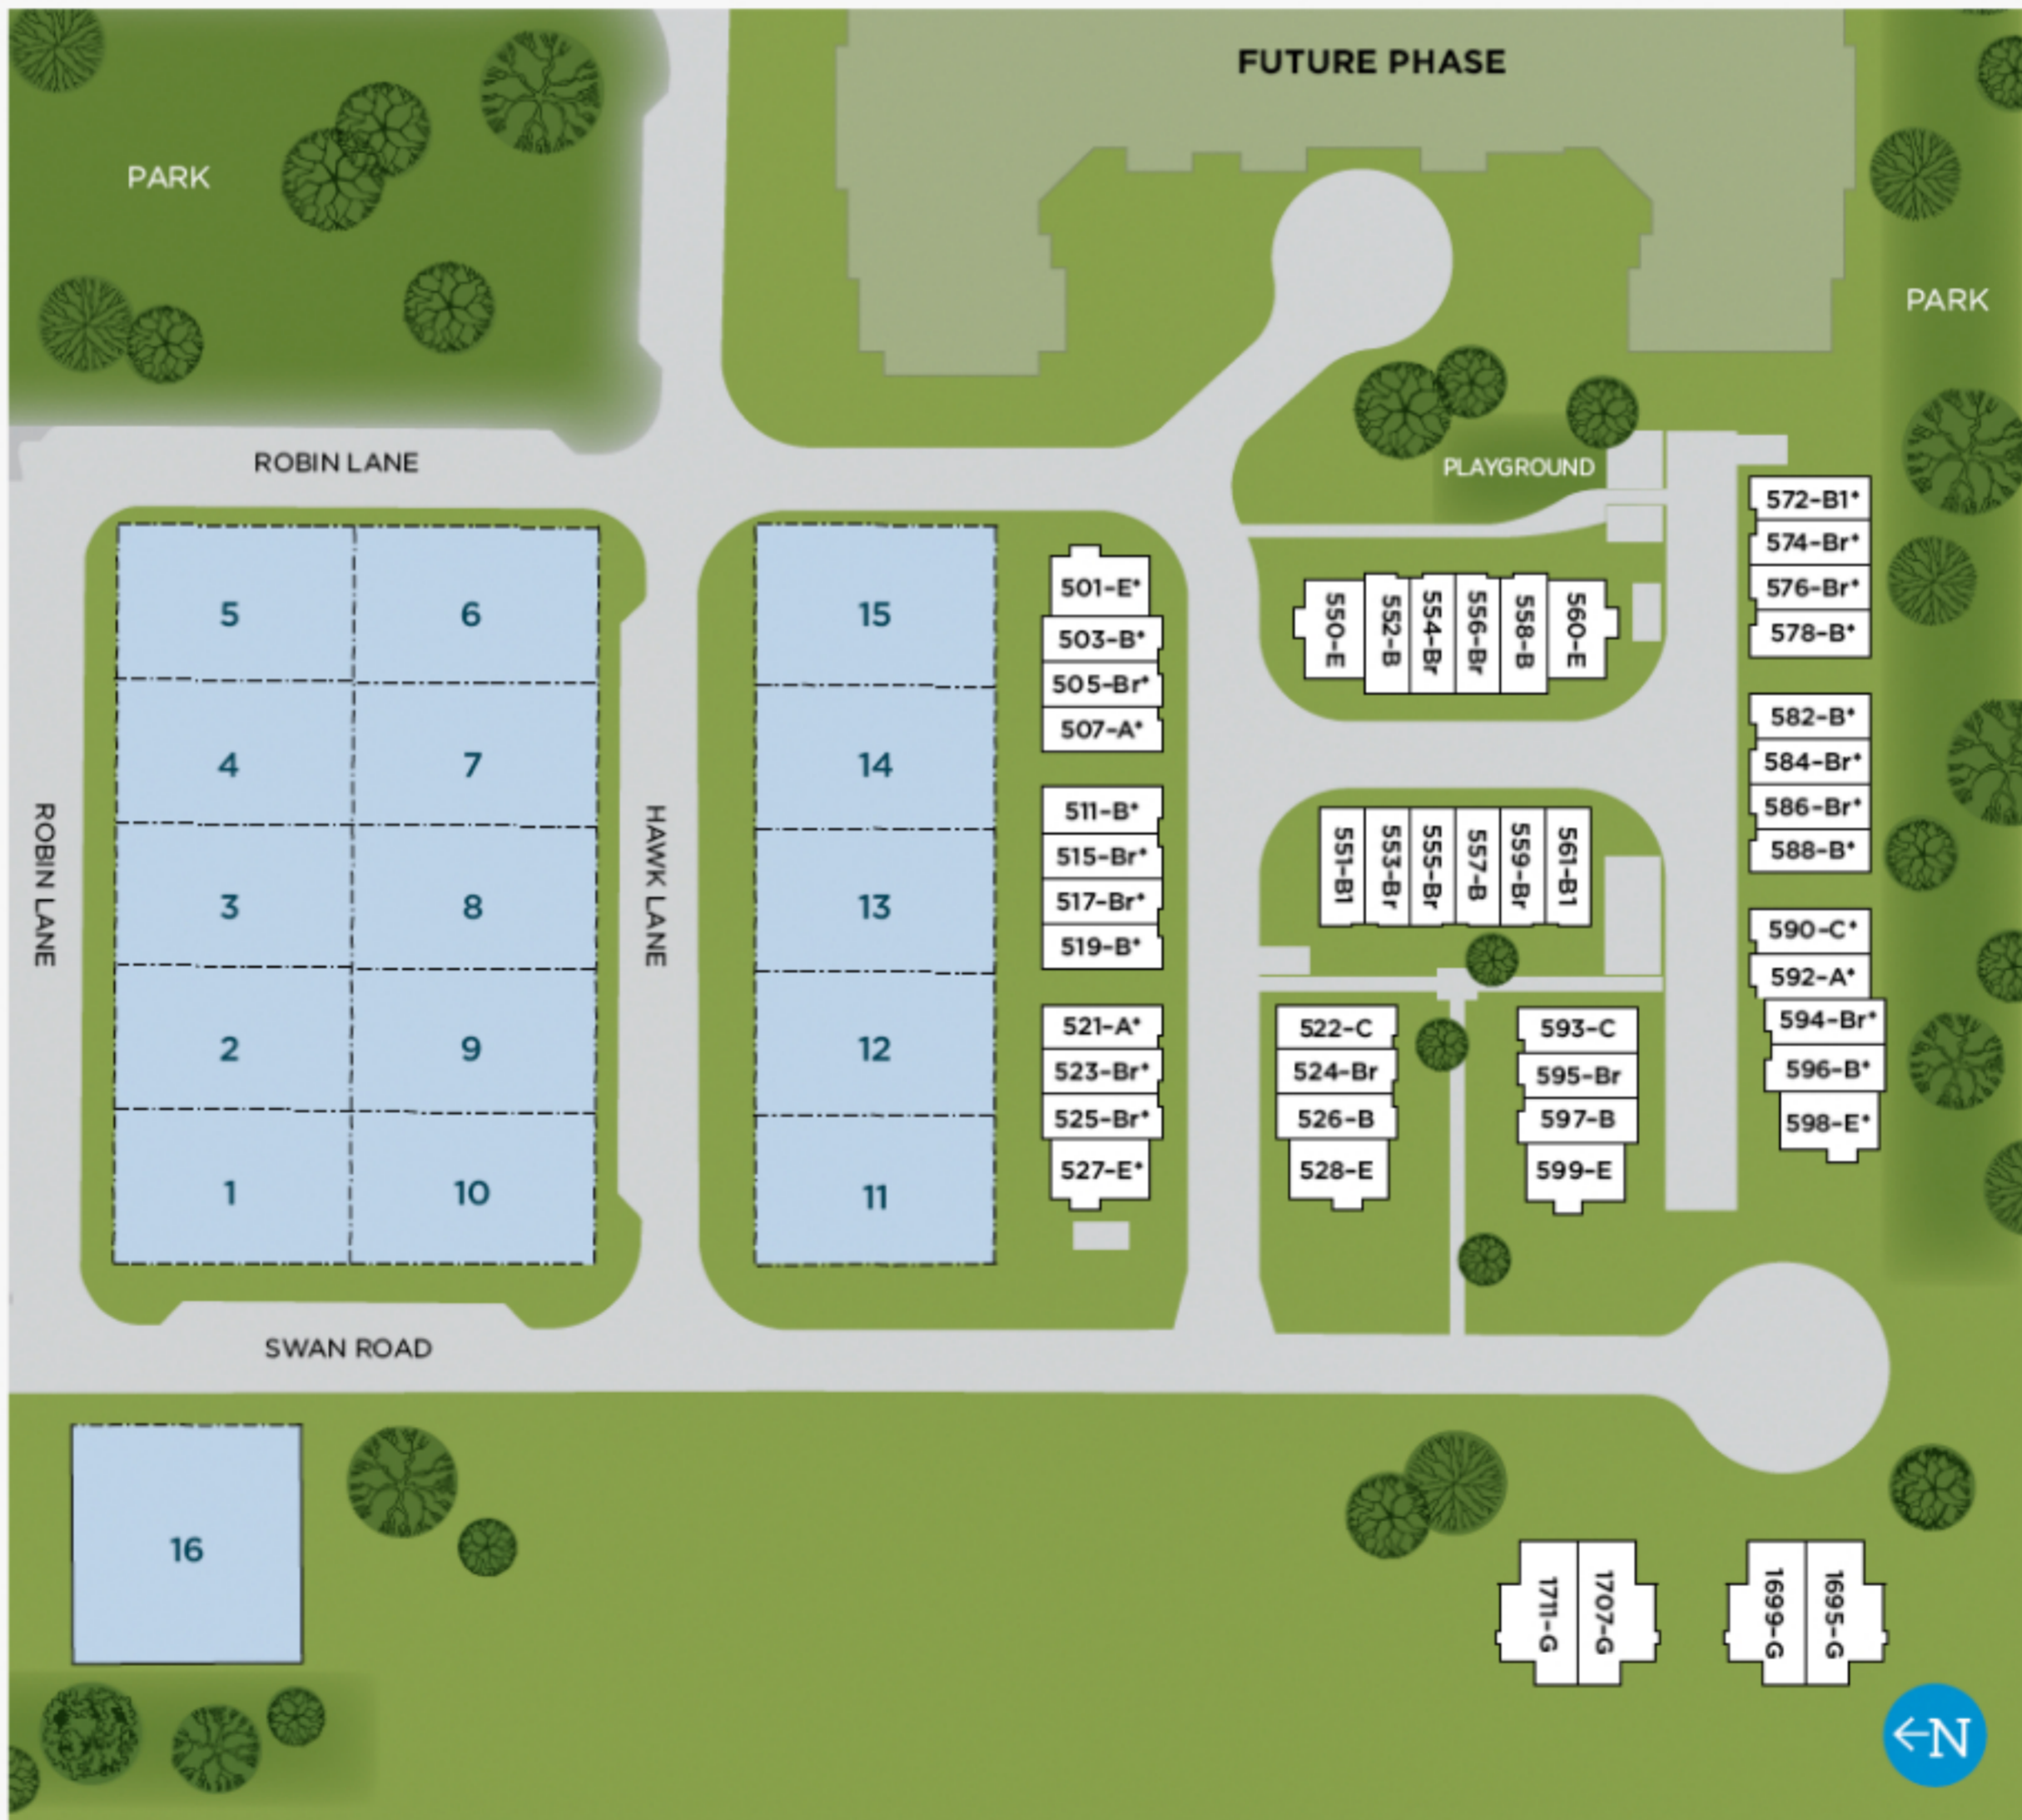 FUTURE PHASE
PARK
PARK
ROBIN LANE
PLAYGROUND
572-B1*
574-Br*
576-Br*
578-B*
5
6
15
501-E*
503-B*
505-Br*
507-A*
550-E
552-B
554-Br
556-Br
558-B
560-E
4
7
14
582-B*
584-Br*
586-Br*
588-B*
ROBIN LANE
HAWK LANE
3
8
13
511-B*
515-Br*
517-Br*
519-B*
551-B1
553-Br
555-Br
557-B
559-Br
561-B1
590-C*
592-A*
594-Br*
596-B*
598-E*
2
9
12
521-A*
523-Br*
525-Br*
527-E*
522-C
524-Br
526-B
528-E
593-C
595-Br
597-B
599-E
1
10
11
SWAN ROAD
16
1711-G
1707-G
1699-G
1695-G
←N